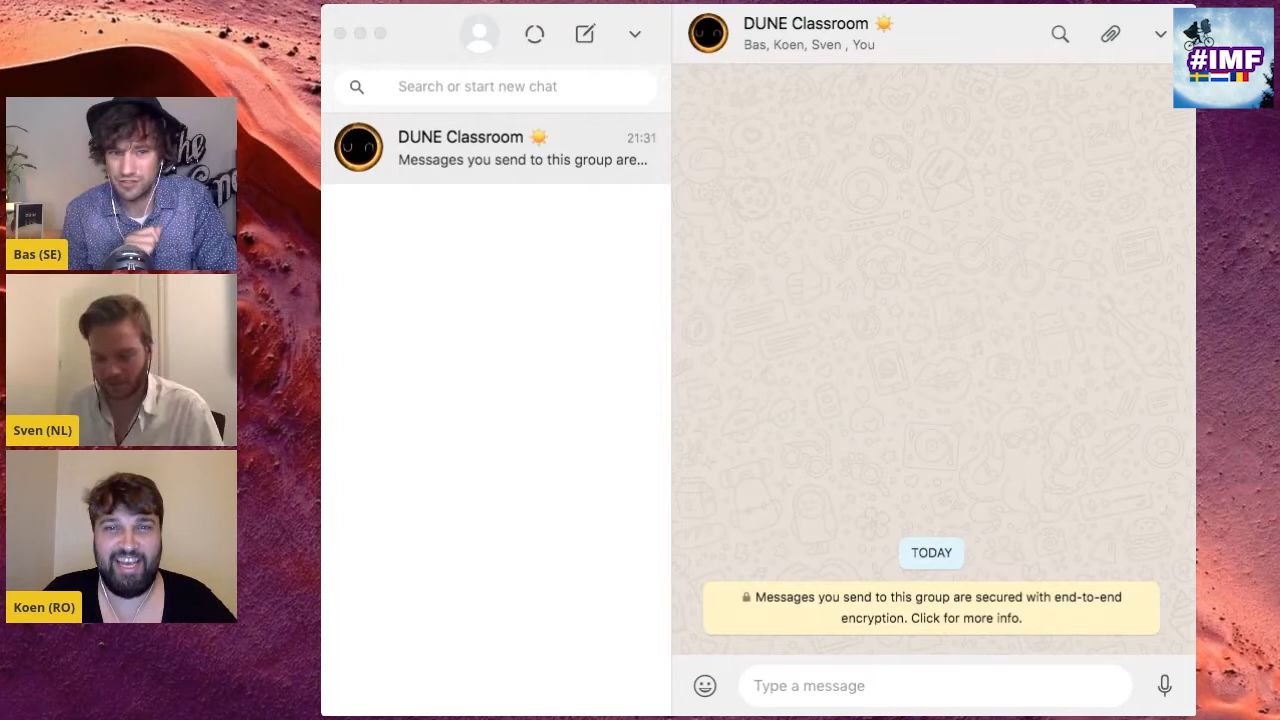 Bas (SE)
Sven (NL)
Koen (RO)
Search or start new chat
DUNE Classroom
21:31
Messages you send to this group are...
DUNE Classroom
Bas, Koen, Sven , You
TODAY
Messages you send to this group are secured with end-to-end
encryption. Click for more info.
Type a message
#IMF